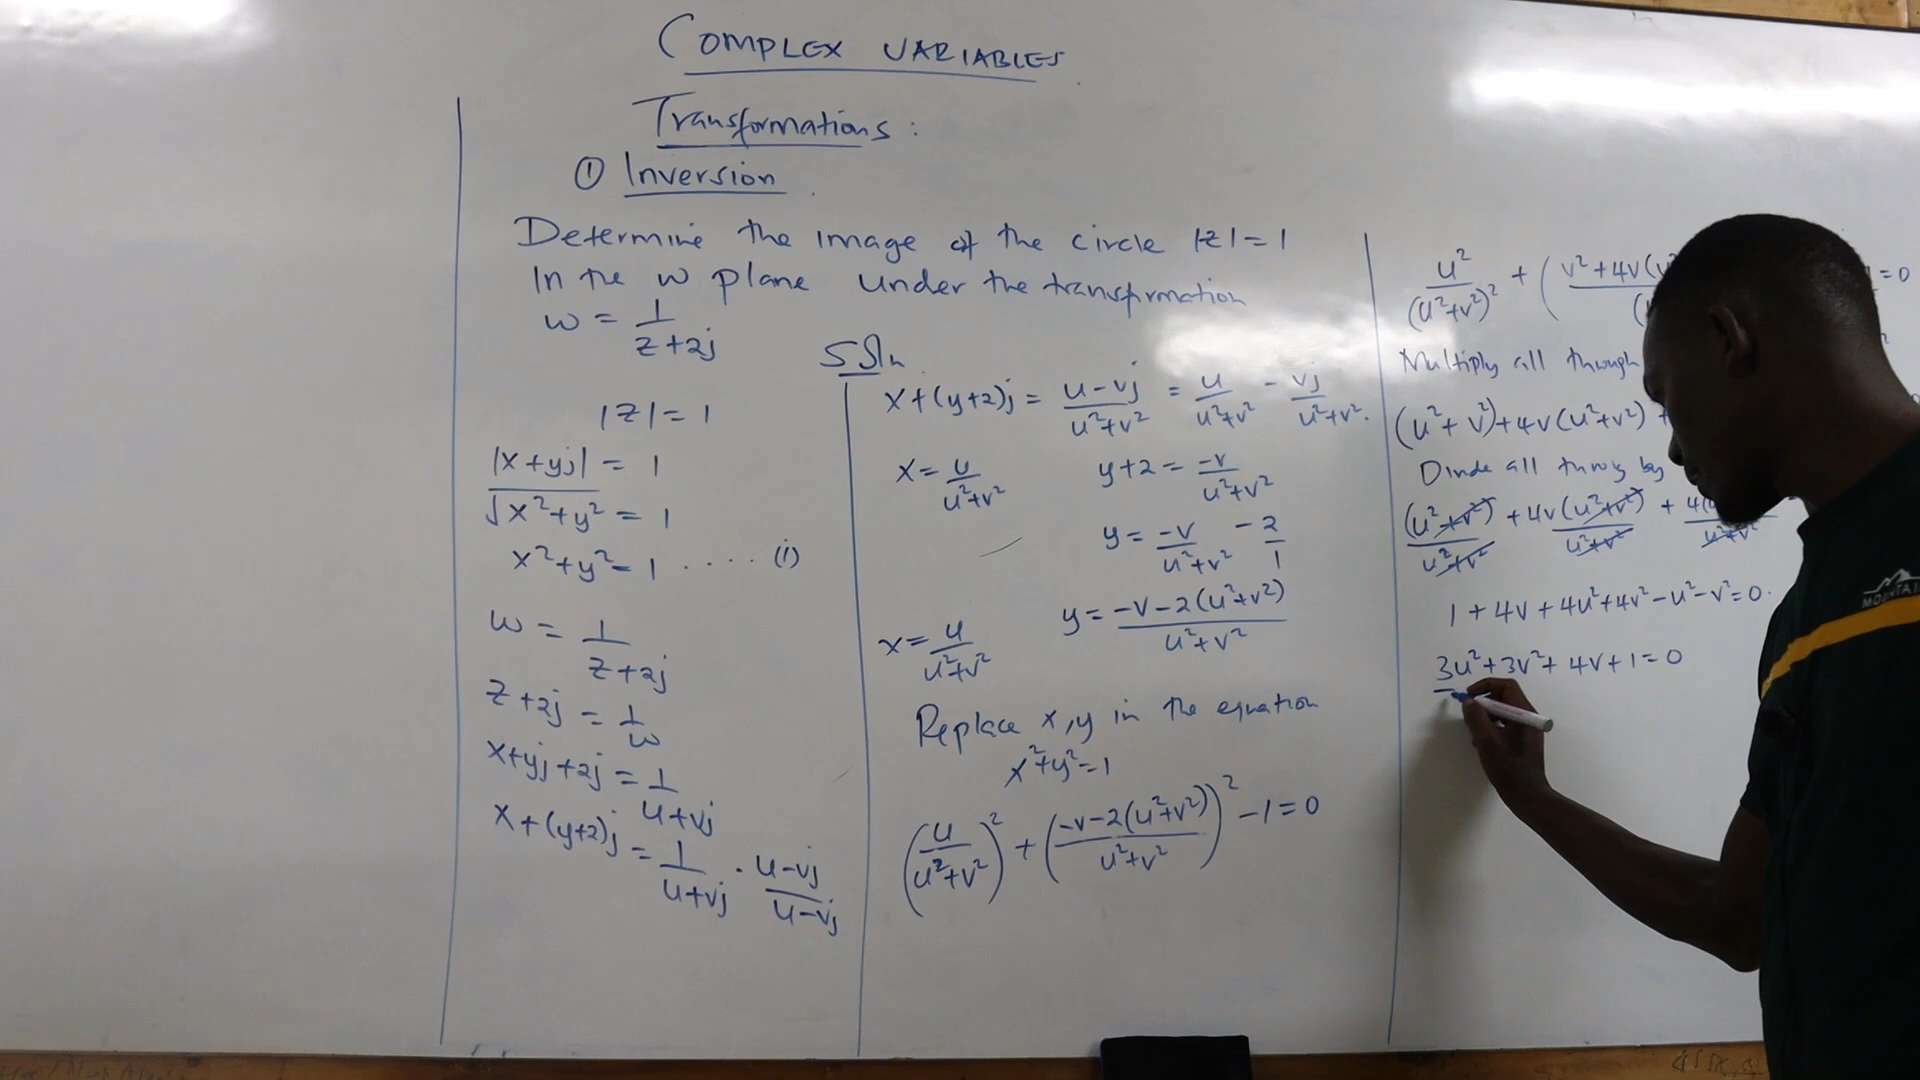 COMPLEX VARIABLES
Transformations:
① Inversion
Determine the image of the circle |z| = 1
In the w plane under the transfirmation
w = 1/(z+2j)
Soln
|z| = 1
|x+yj| = 1
√(x²+y²) = 1
x²+y² = 1 ..... (i)
w = 1/(z+2j)
z+2j = 1/w
x+yj+2j = 1/(u+vj)
x+(y+2)j = 1/(u+vj) · (u-vj)/(u-vj)
x+(y+2)j = (u-vj)/(u²+v²) = u/(u²+v²) - vj/(u²+v²).
x = u/(u²+v²) y+2 = -v/(u²+v²)
y = -v/(u²+v²) - 2/1
x = u/(u²+v²) y = (-v-2(u²+v²))/(u²+v²)
Replace x,y in the equation
x²+y²=1
(u/(u²+v²))² + ((-v-2(u²+v²))/(u²+v²))² -1=0
u²/(u²+v²)² + (v²+4v( =0
Multiply all through
(u²+v²)+4v(u²+v²) +
Divide all throug by
(u²+v²)/(u²+v²) + 4v(u²+v²)/(u²+v²) + 4(
1+4v+4u²+4v²-u²-v²=0.
3u²+3v²+4v+1=0